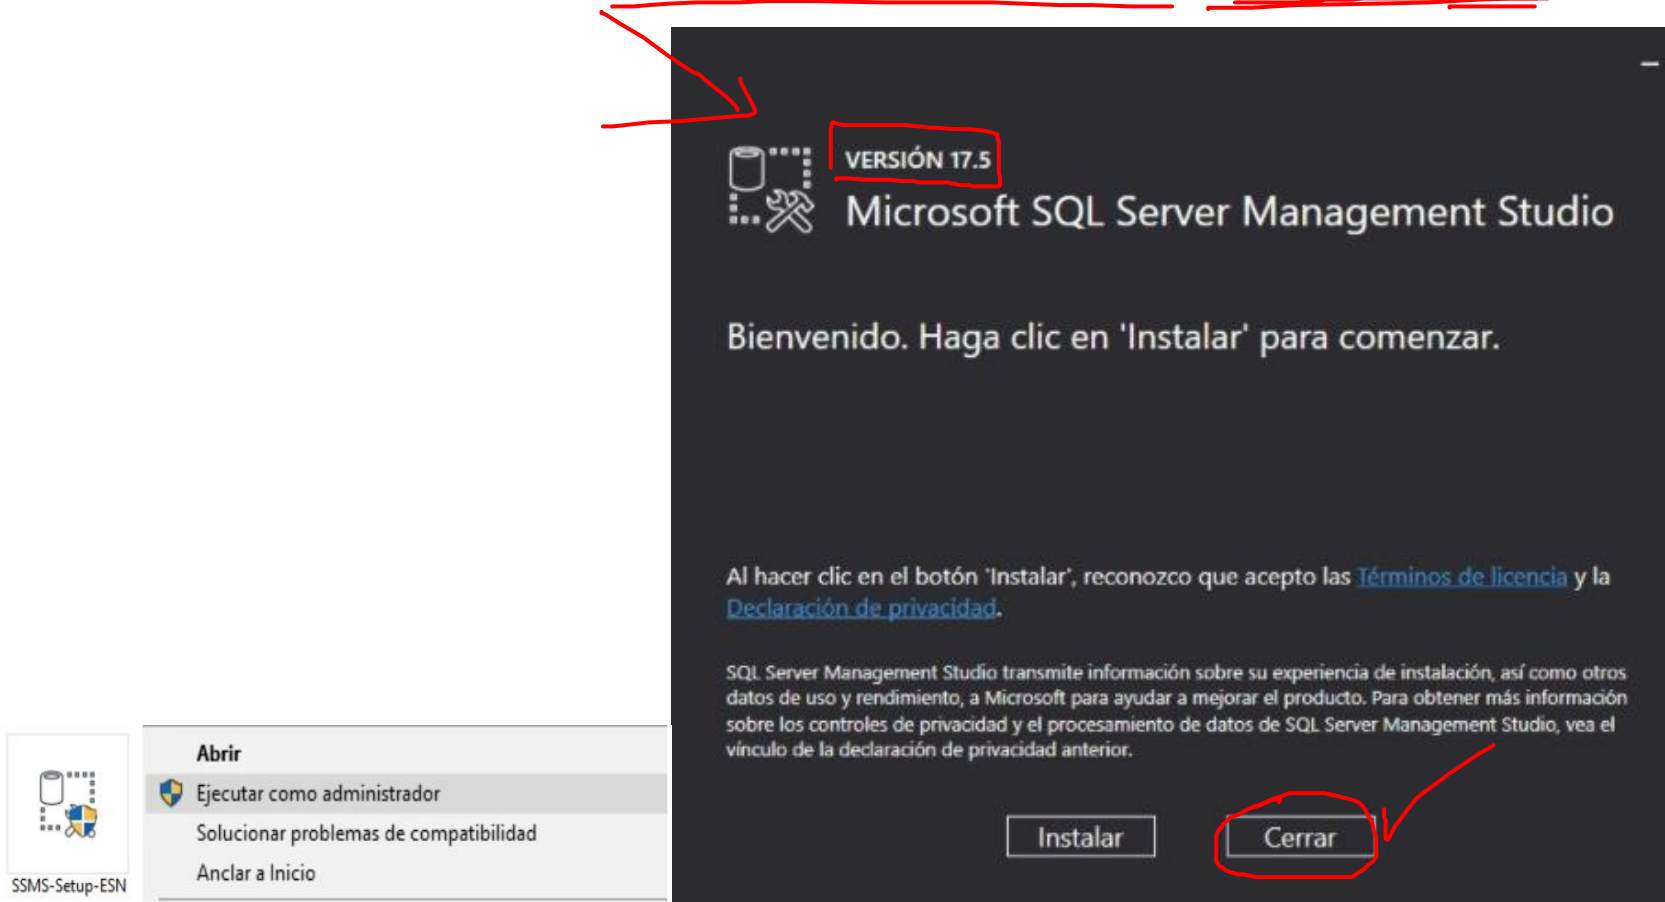 VERSIÓN 17.5
Microsoft SQL Server Management Studio
Bienvenido. Haga clic en 'Instalar' para comenzar.
Al hacer clic en el botón 'Instalar', reconozco que acepto las Términos de licencia y la
Declaración de privacidad.
SQL Server Management Studio transmite información sobre su experiencia de instalación, así como otros
datos de uso y rendimiento, a Microsoft para ayudar a mejorar el producto. Para obtener más información
sobre los controles de privacidad y el procesamiento de datos de SQL Server Management Studio, vea el
vínculo de la declaración de privacidad anterior.
Instalar
Cerrar
SSMS-Setup-ESN
Abrir
Ejecutar como administrador
Solucionar problemas de compatibilidad
Anclar a Inicio